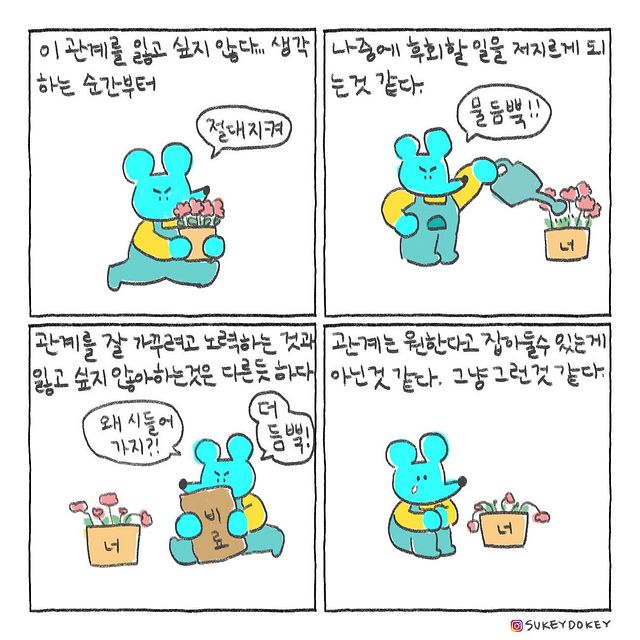 이 관계를 잃고 싶지 않다... 생각
하는 순간부터
절대지켜
나중에 후회할 일을 저지르게 되
는것 같다.
물 듬뿍!!
너
관계를 잘 가꾸려고 노력하는 것과
잃고 싶지 않아하는것은 다른듯 하다
왜 시들어
가지?!
더
듬뿍!
비
료
너
관계는 원한다고 잡아둘수 있는게
아닌것 같다. 그냥 그런것 같다.
너
SUKEYDOKEY